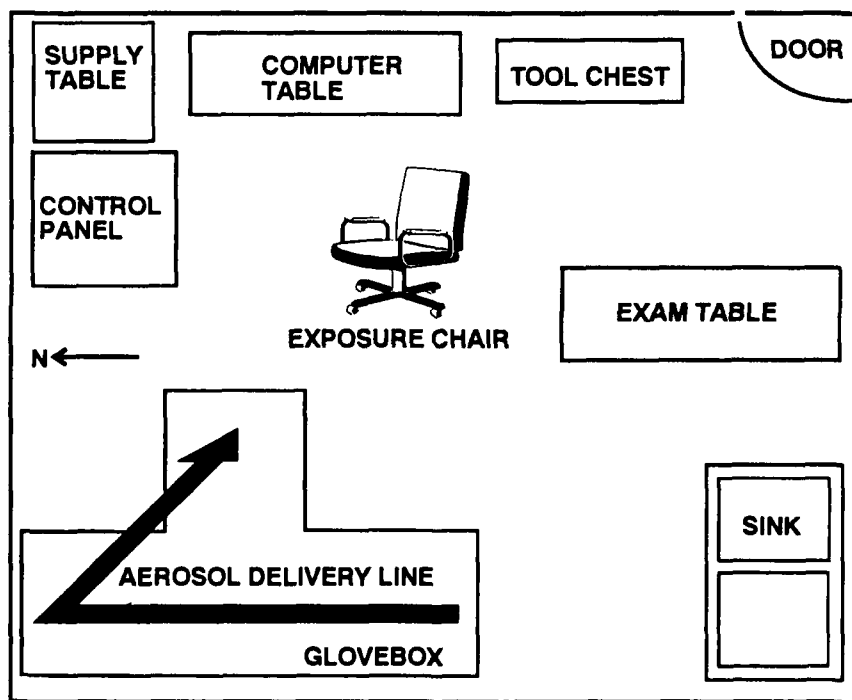 SUPPLY
TABLE
COMPUTER
TABLE
TOOL CHEST
DOOR
CONTROL
PANEL
EXPOSURE CHAIR
EXAM TABLE
N
SINK
AEROSOL DELIVERY LINE
GLOVEBOX